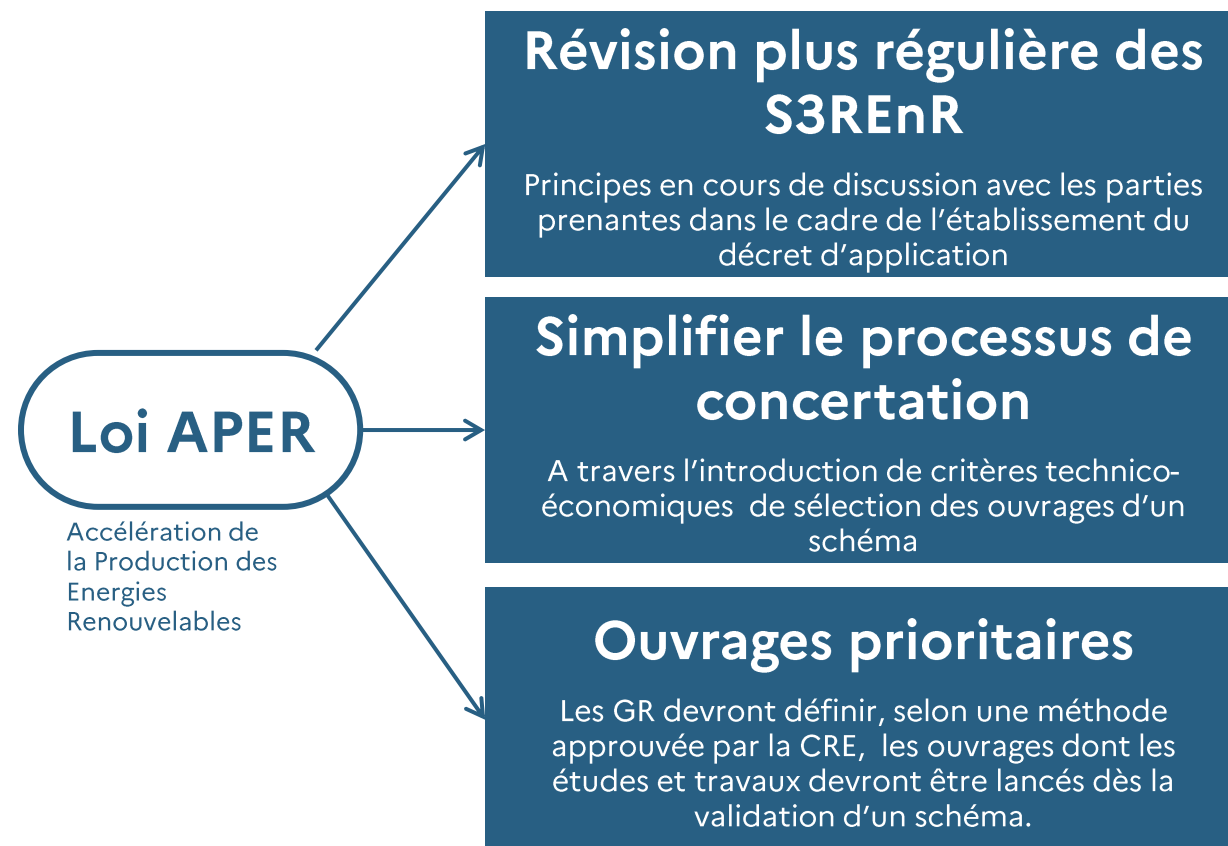 Révision plus régulière des
S3REnR
Principes en cours de discussion avec les parties
prenantes dans le cadre de l’établissement du
décret d’application
Simplifier le processus de
concertation
A travers l’introduction de critères technico-
économiques  de sélection des ouvrages d’un
schéma
Loi APER
Accélération de
la Production des
Energies
Renouvelables
Ouvrages prioritaires
Les GR devront définir, selon une méthode
approuvée par la CRE,  les ouvrages dont les
études et travaux devront être lancés dès la
validation d’un schéma.